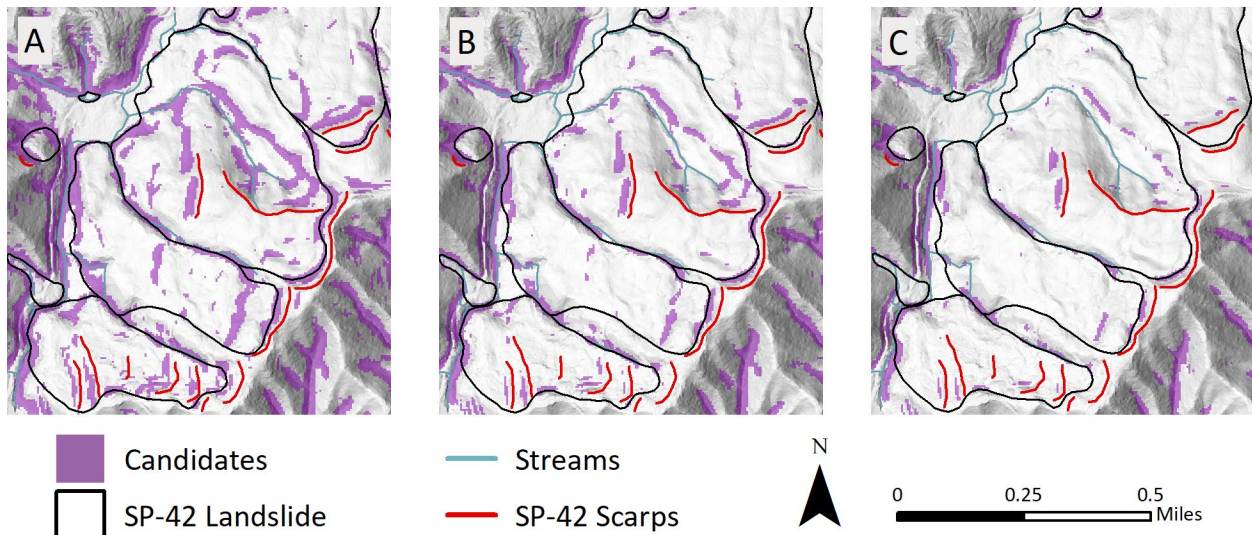 A
B
C
Candidates
Streams
N
SP-42 Landslide
SP-42 Scarps
0 0.25 0.5
Miles